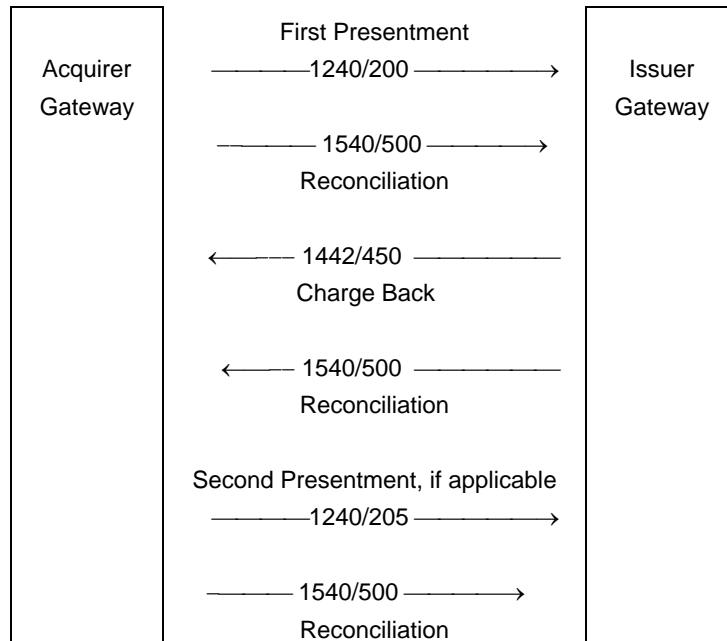 First Presentment
Acquirer
Gateway
1240/200
Issuer
Gateway
1540/500
Reconciliation
1442/450
Charge Back
1540/500
Reconciliation
Second Presentment, if applicable
1240/205
1540/500
Reconciliation